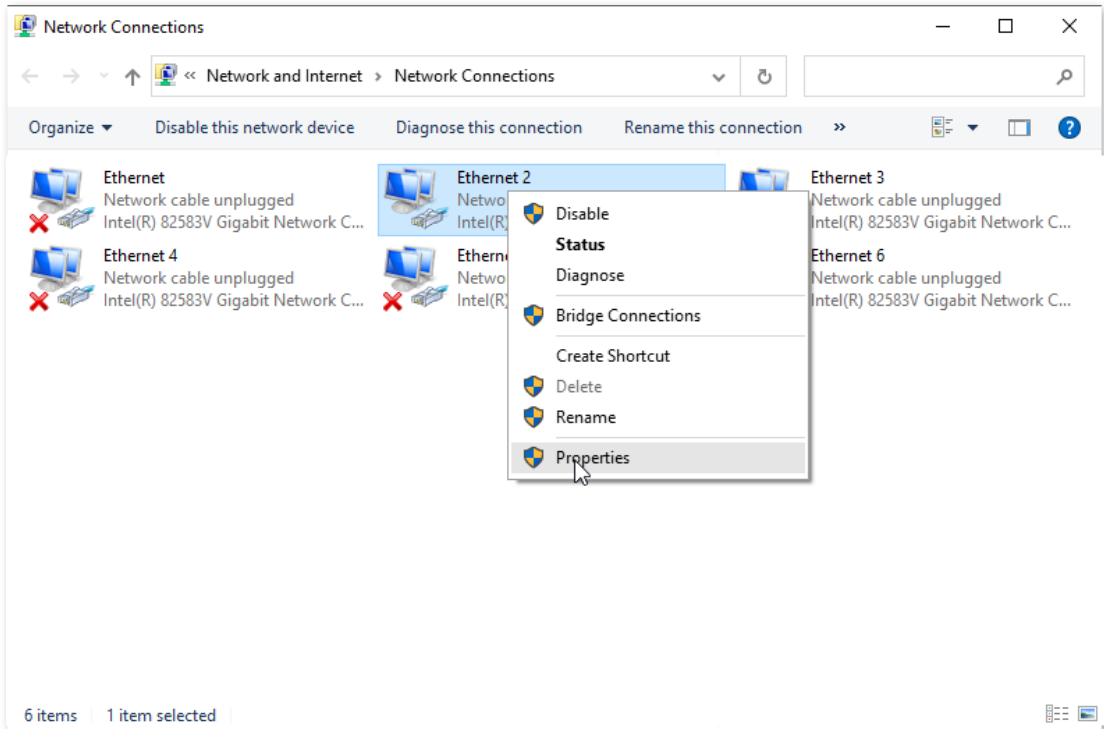 Network Connections
« Network and Internet › Network Connections
Organize Disable this network device Diagnose this connection Rename this connection »
Ethernet
Network cable unplugged
Intel(R) 82583V Gigabit Network C...
Ethernet 2
Intel(R)
Ethernet 3
Network cable unplugged
Intel(R) 82583V Gigabit Network C...
Ethernet 4
Network cable unplugged
Intel(R) 82583V Gigabit Network C...
Intel(R)
Ethernet 6
Network cable unplugged
Intel(R) 82583V Gigabit Network C...
Disable
Status
Diagnose
Bridge Connections
Create Shortcut
Delete
Rename
Properties
6 items 1 item selected